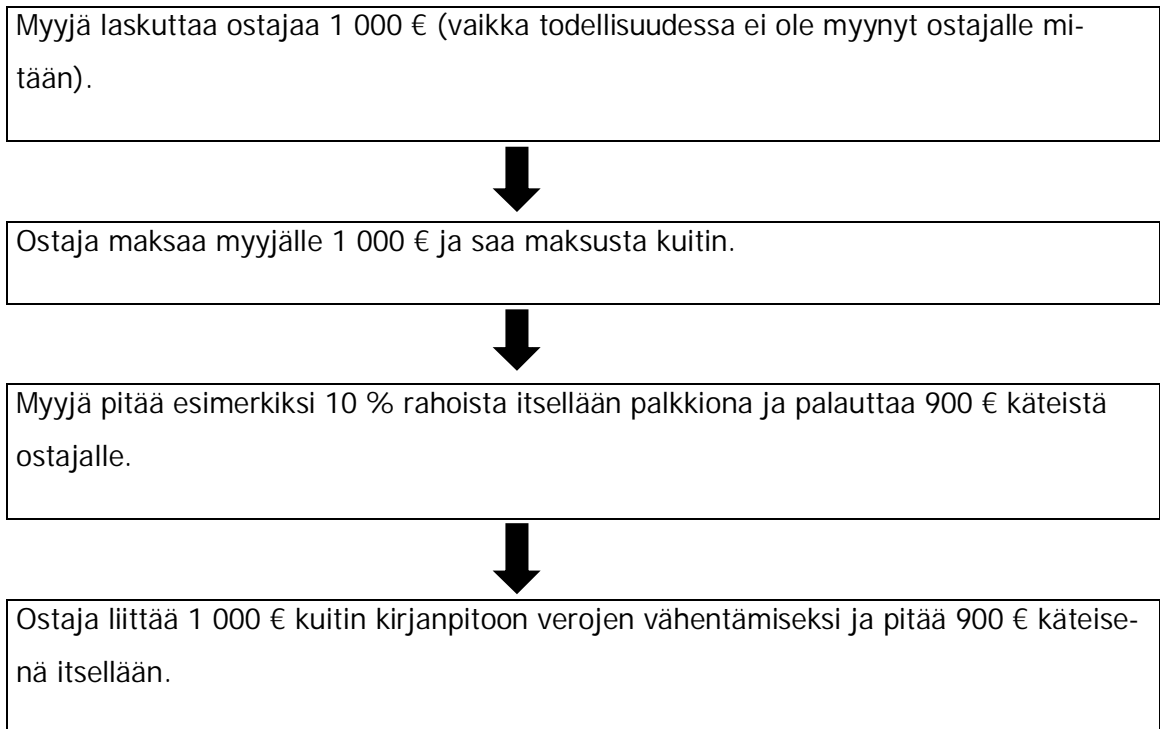 Myyjä laskuttaa ostajaa 1 000 € (vaikka todellisuudessa ei ole myynyt ostajalle mi-
tään).
Ostaja maksaa myyjälle 1 000 € ja saa maksusta kuitin.
Myyjä pitää esimerkiksi 10 % rahoista itsellään palkkiona ja palauttaa 900 € käteistä
ostajalle.
Ostaja liittää 1 000 € kuitin kirjanpitoon verojen vähentämiseksi ja pitää 900 € käteise-
nä itsellään.